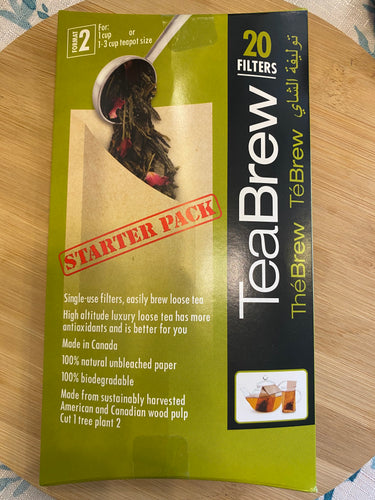 FORMAT 2
For:
1 cup or
1-3 cup teapot size
20
FILTERS
TeaBrew
ThéBrew TéBrew توليفة الشاي
STARTER PACK
Single-use filters, easily brew loose tea
High altitude luxury loose tea has more
antioxidants and is better for you
Made in Canada
100% natural unbleached paper
100% biodegradable
Made from sustainably harvested
American and Canadian wood pulp
Cut 1 tree plant 2